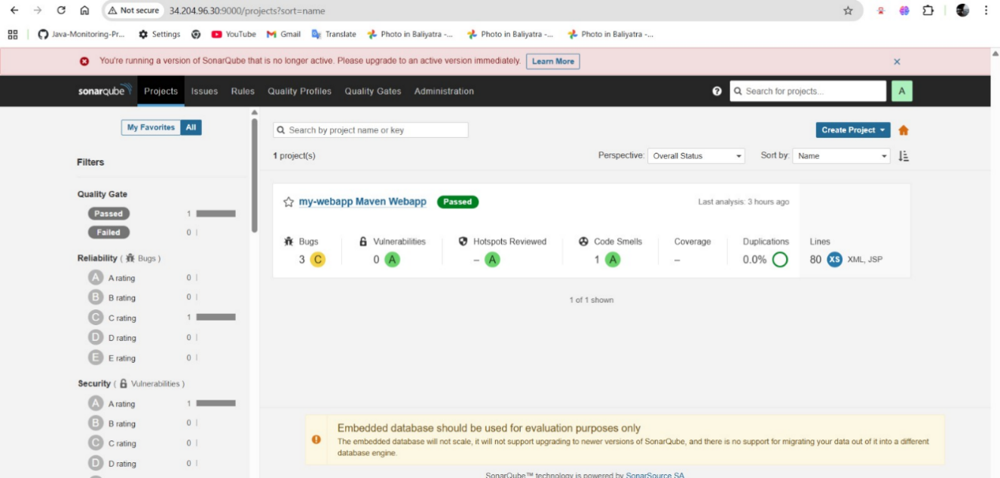 Not secure 34.204.96.30:9000/projects?sort=name
Java-Monitoring-Pr... Settings YouTube Gmail Translate Photo in Baliyatra -... Photo in Baliyatra -... Photo in Baliyatra -...
You're running a version of SonarQube that is no longer active. Please upgrade to an active version immediately. Learn More
sonarqube Projects Issues Rules Quality Profiles Quality Gates Administration Search for projects... A
My Favorites All
Search by project name or key
Create Project
1 project(s)
Perspective: Overall Status Sort by: Name
Filters
Quality Gate
Passed 1
Failed 0
Reliability ( Bugs )
A A rating 0
B B rating 0
C C rating 1
D D rating 0
E E rating 0
Security ( Vulnerabilities )
A A rating 1
B B rating 0
C C rating 0
D D rating 0
my-webapp Maven Webapp Passed
Last analysis: 3 hours ago
Bugs Vulnerabilities Hotspots Reviewed Code Smells Coverage Duplications Lines
3 C 0 A – A 1 A – 0.0% 80 XS XML, JSP
1 of 1 shown
Embedded database should be used for evaluation purposes only
The embedded database will not scale, it will not support upgrading to newer versions of SonarQube, and there is no support for migrating your data out of it into a different
database engine.
SonarQube™ technology is powered by SonarSource SA